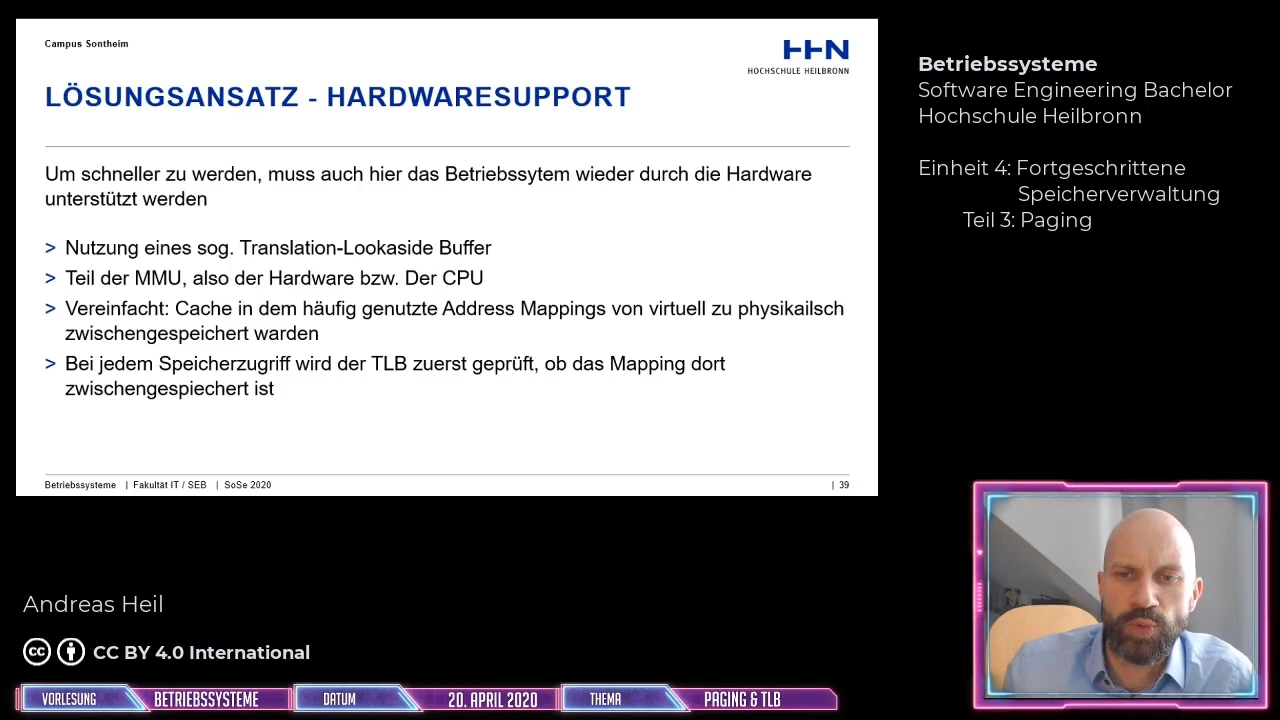 Campus Sontheim
HHN
HOCHSCHULE HEILBRONN
LÖSUNGSANSATZ - HARDWARESUPPORT
Um schneller zu werden, muss auch hier das Betriebssytem wieder durch die Hardware
unterstützt werden
> Nutzung eines sog. Translation-Lookaside Buffer
> Teil der MMU, also der Hardware bzw. Der CPU
> Vereinfacht: Cache in dem häufig genutzte Address Mappings von virtuell zu physikailsch
zwischengespeichert warden
> Bei jedem Speicherzugriff wird der TLB zuerst geprüft, ob das Mapping dort
zwischengespiechert ist
Betriebssysteme | Fakultät IT / SEB | SoSe 2020 | 39
Betriebssysteme
Software Engineering Bachelor
Hochschule Heilbronn
Einheit 4: Fortgeschrittene
Speicherverwaltung
Teil 3: Paging
Andreas Heil
cc CC BY 4.0 International
VORLESUNG BETRIEBSSYSTEME DATUM 20. APRIL 2020 THEMA PAGING & TLB